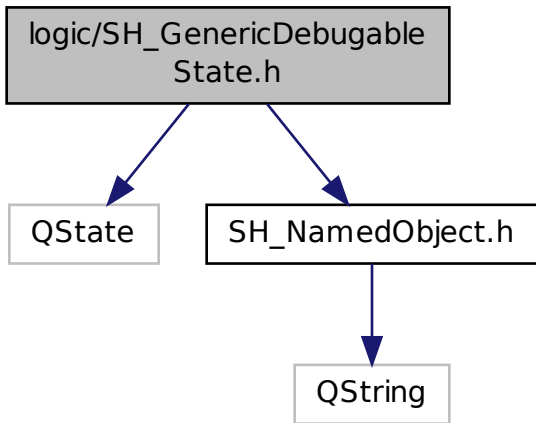 logic/SH_GenericDebugable
State.h
QState
SH_NamedObject.h
QString